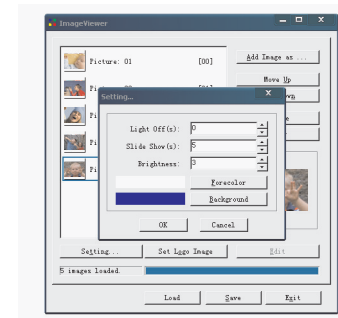 ImageViewer
Picture: 01 [00] Add Image as ...
Move Up
Setting...
Light Off(s): 0
Slide Show(s): 5
Brightness: 3
Forecolor
Background
OK Cancel
Setting... Set Logo Image Edit
5 images loaded.
Load Save Exit